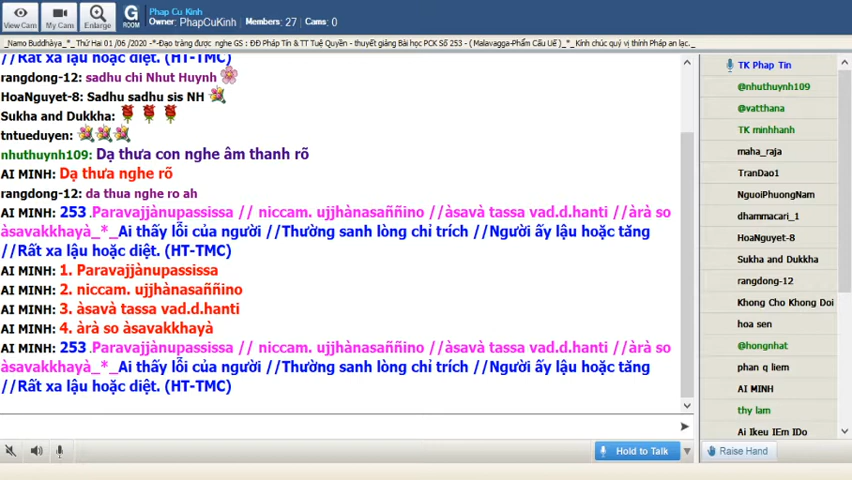 View Cam
My Cam
Enlarge
G
ROOM
Phap Cu Kinh
Owner: PhapCuKinh Members: 27 Cams: 0
_Namo Buddhàya_*_ Thứ Hai 01 /06 /2020 -*-Đạo tràng được nghe GS : ĐĐ Pháp Tín & TT Tuệ Quyền - thuyết giảng Bài học PCK Số 253 - ( Malavagga-Phẩm Cấu Uế )_*_ Kính chúc quý vị thính Pháp an lạc._
//Rất xa lậu hoặc diệt. (HT-TMC)
rangdong-12: sadhu chi Nhut Huynh
HoaNguyet-8: Sadhu sadhu sis NH
Sukha and Dukkha:
tntueduyen:
nhuthuynh109: Dạ thưa con nghe âm thanh rõ
AI MINH: Dạ thưa nghe rõ
rangdong-12: da thua nghe ro ah
253 .Paravajjànupassissa // niccam. ujjhànasaññino //àsavà tassa vad.d.hanti //àrà so
àsavakkhayà_*_Ai thấy lỗi của người //Thường sanh lòng chỉ trích //Người ấy lậu hoặc tăng
//Rất xa lậu hoặc diệt. (HT-TMC)
AI MINH: 1. Paravajjànupassissa
AI MINH: 2. niccam. ujjhànasaññino
AI MINH: 3. àsavà tassa vad.d.hanti
AI MINH: 4. àrà so àsavakkhayà
AI MINH: 253 .Paravajjànupassissa // niccam. ujjhànasaññino //àsavà tassa vad.d.hanti //àrà so
àsavakkhayà_*_Ai thấy lỗi của người //Thường sanh lòng chỉ trích //Người ấy lậu hoặc tăng
//Rất xa lậu hoặc diệt. (HT-TMC)
Hold to Talk
TK Phap Tin
@nhuthuynh109
@vatthana
TK minhhanh
maha_raja
TranDao1
NguoiPhuongNam
dhammacari_1
HoaNguyet-8
Sukha and Dukkha
rangdong-12
Khong Cho Khong Doi
hoa sen
@hongnhat
phan q liem
AI MINH
thy lam
Ai Ikeu IEm IDo
Raise Hand